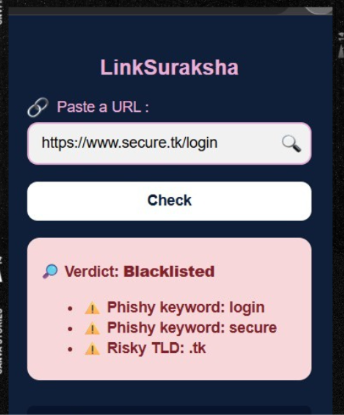 LinkSuraksha
🔗 Paste a URL :
https://www.secure.tk/login
Check
🔎 Verdict: Blacklisted
• ⚠️ Phishy keyword: login
• ⚠️ Phishy keyword: secure
• ⚠️ Risky TLD: .tk